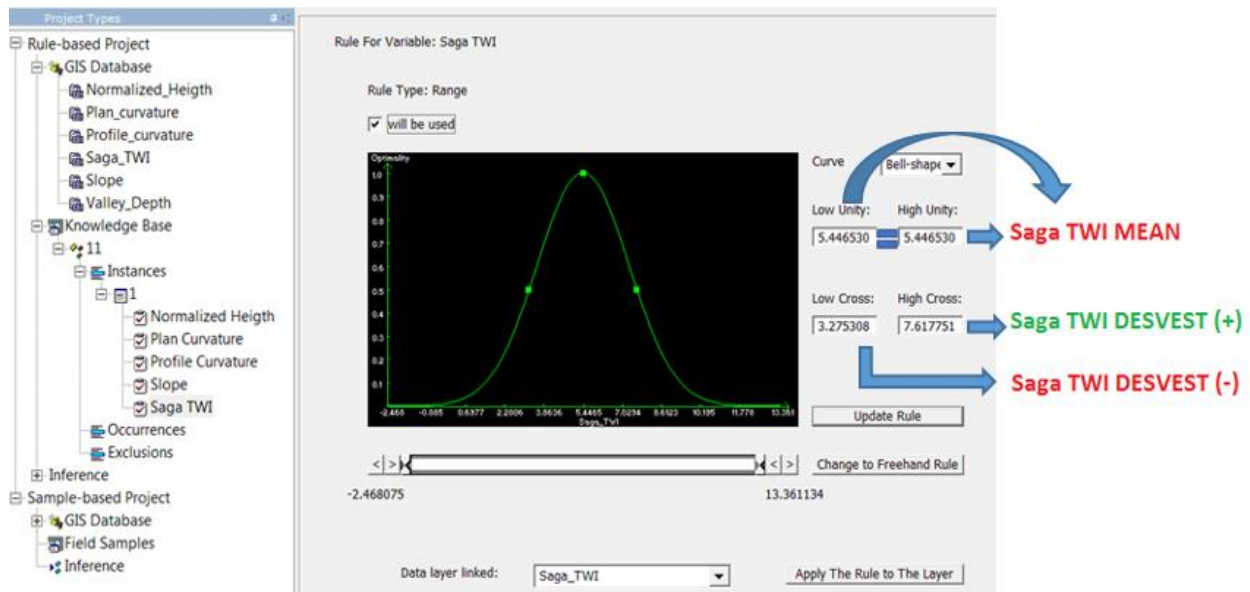 Project Types
Rule-based Project
GIS Database
Normalized_Heigth
Plan_curvature
Profile_curvature
Saga_TWI
Slope
Valley_Depth
Knowledge Base
11
Instances
1
Normalized Heigth
Plan Curvature
Profile Curvature
Slope
Saga TWI
Occurrences
Exclusions
Inference
Sample-based Project
GIS Database
Field Samples
Inference
Rule For Variable: Saga TWI
Rule Type: Range
will be used
Optimality
1.0
0.9
0.8
0.7
0.6
0.5
0.4
0.3
0.2
0.1
-2.468 -0.885 0.6977 2.2806 3.8636 5.4465 7.0294 8.6123 10.195 11.778 13.361
Saga_TWI
Curve Bell-shape
Low Unity: High Unity:
5.446530 5.446530
Saga TWI MEAN
Low Cross: High Cross:
3.275308 7.617751
Saga TWI DESVEST (+)
Saga TWI DESVEST (-)
Update Rule
< > < > Change to Freehand Rule
-2.468075 13.361134
Data layer linked: Saga_TWI Apply The Rule to The Layer